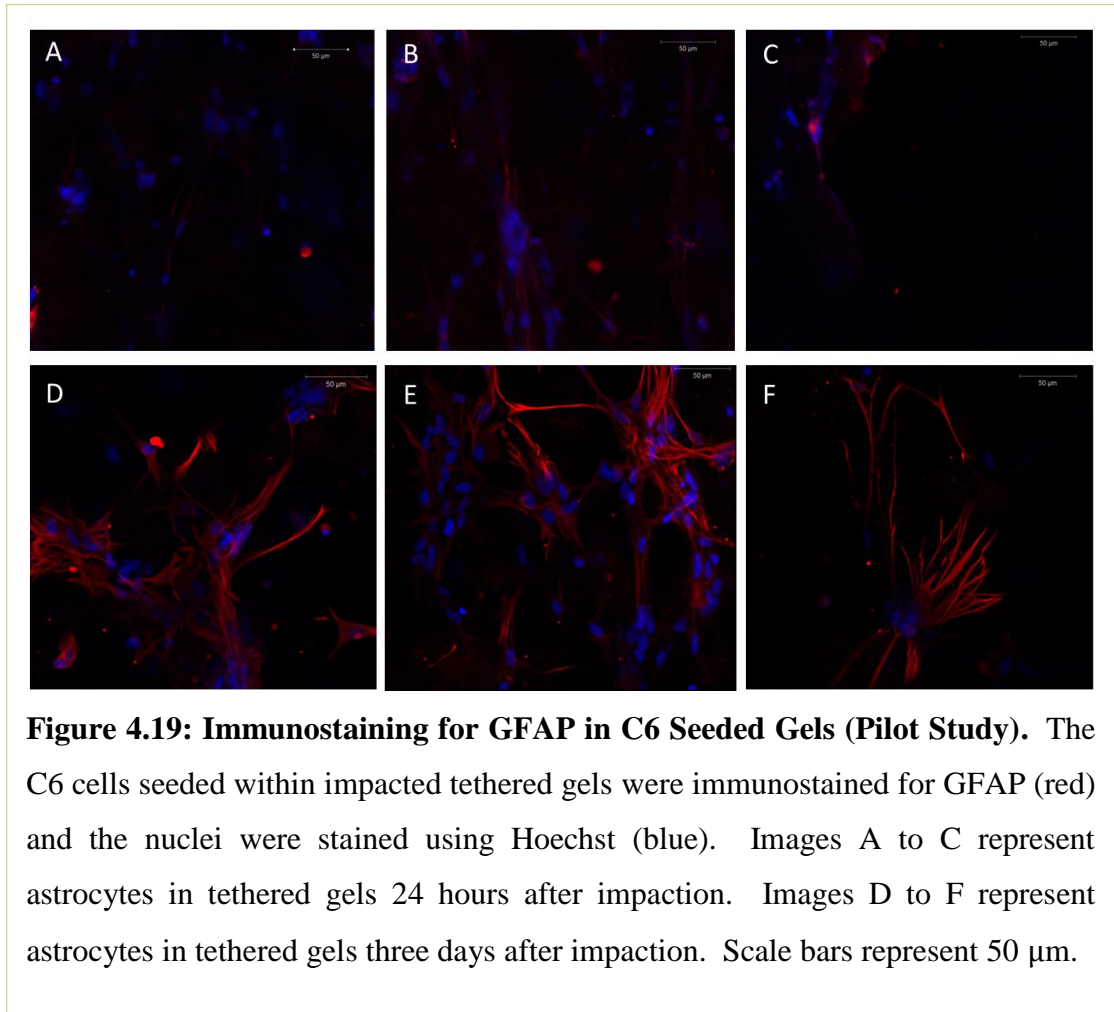 A
50 µm
B
50 µm
C
50 µm
D
50 µm
E
50 µm
F
50 µm
Figure 4.19: Immunostaining for GFAP in C6 Seeded Gels (Pilot Study). The
C6 cells seeded within impacted tethered gels were immunostained for GFAP (red)
and the nuclei were stained using Hoechst (blue). Images A to C represent
astrocytes in tethered gels 24 hours after impaction. Images D to F represent
astrocytes in tethered gels three days after impaction. Scale bars represent 50 μm.